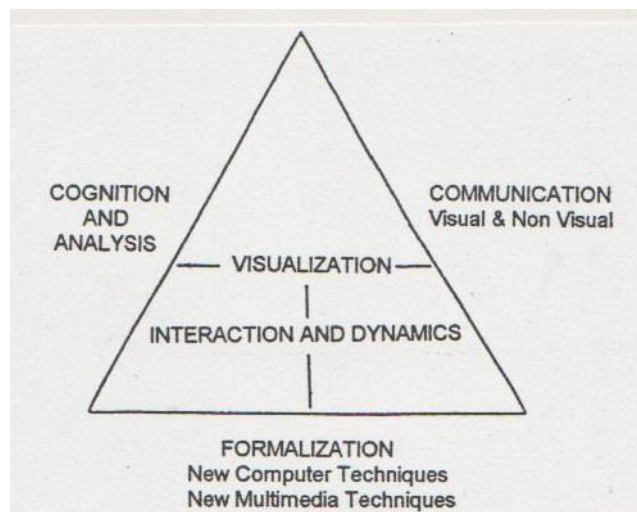 COGNITION
AND
ANALYSIS
COMMUNICATION
Visual & Non Visual
VISUALIZATION
INTERACTION AND DYNAMICS
FORMALIZATION
New Computer Techniques
New Multimedia Techniques